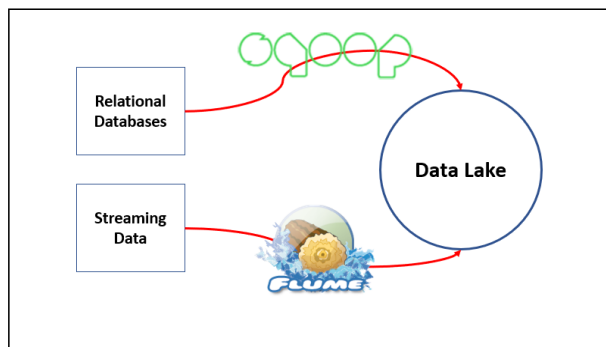 sqoop
Relational
Databases
Data Lake
Streaming
Data
FLUME